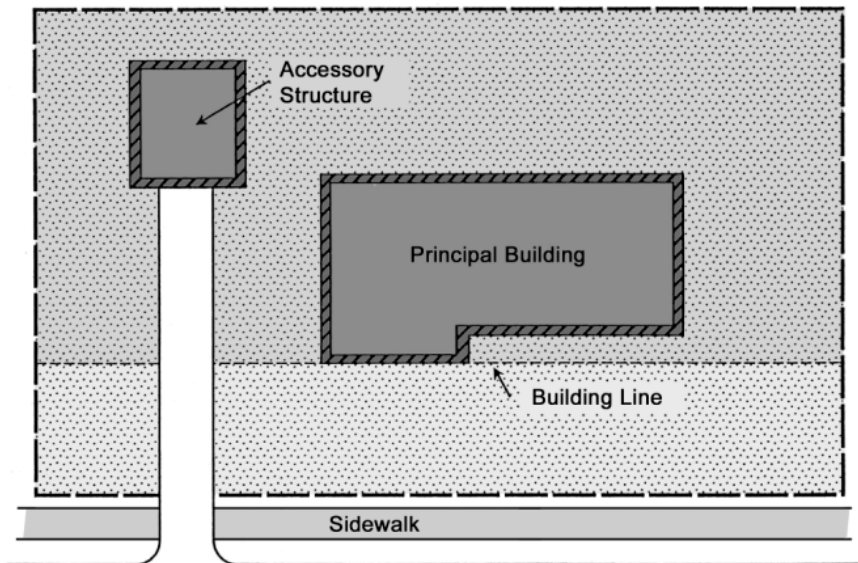 Accessory
Structure
Principal Building
Building Line
Sidewalk